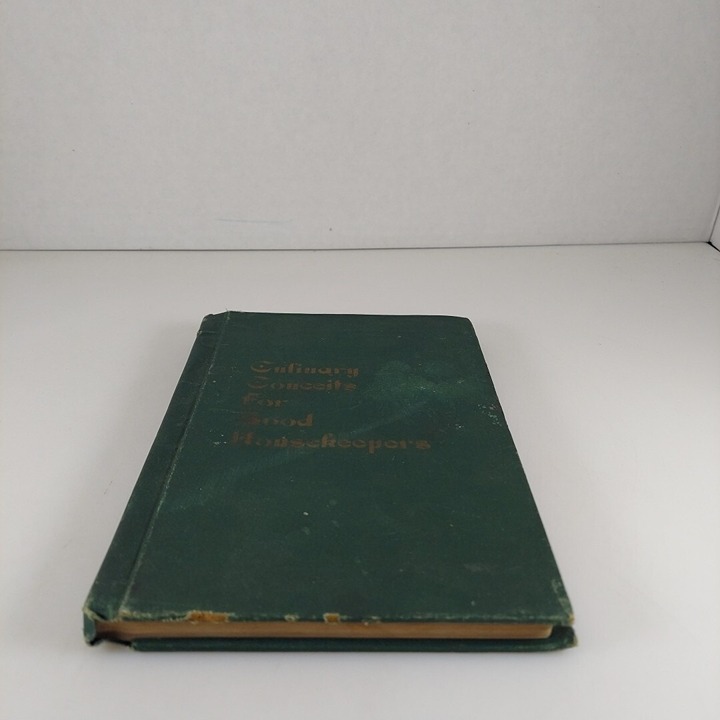 Culinary
Conceits
For
Good
Housekeepers